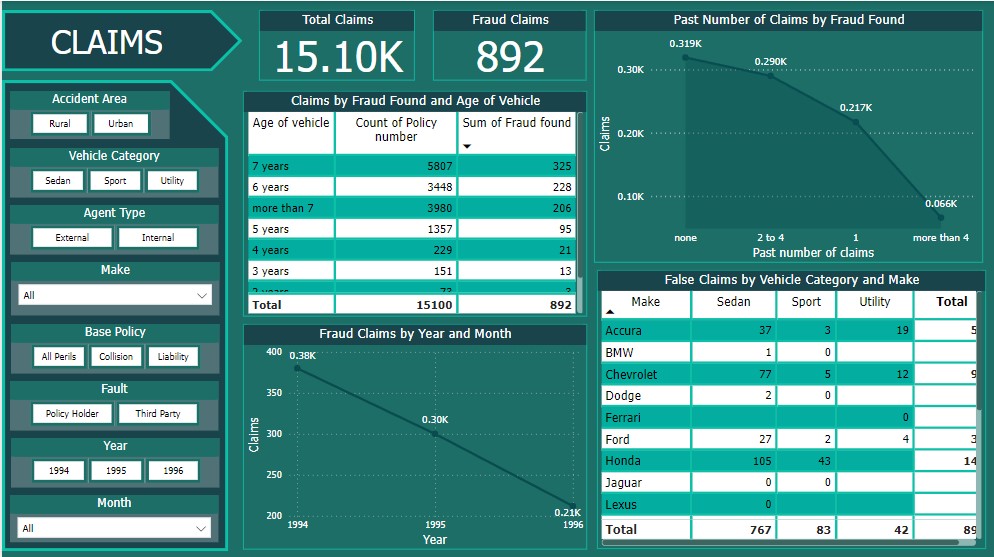 CLAIMS
Accident Area
Rural Urban
Vehicle Category
Sedan Sport Utility
Agent Type
External Internal
Make
All
Base Policy
All Perils Collision Liability
Fault
Policy Holder Third Party
Year
1994 1995 1996
Month
All
Total Claims
15.10K
Fraud Claims
892
Claims by Fraud Found and Age of Vehicle
Age of vehicle Count of Policy number Sum of Fraud found
7 years 5807 325
6 years 3448 228
more than 7 3980 206
5 years 1357 95
4 years 229 21
3 years 151 13
Total 15100 892
Fraud Claims by Year and Month
Claims
400
350
300
250
200
0.38K
0.30K
0.21K
1994 1995 1996
Year
Past Number of Claims by Fraud Found
Claims
0.30K
0.20K
0.10K
0.319K
0.290K
0.217K
0.066K
none 2 to 4 1 more than 4
Past number of claims
False Claims by Vehicle Category and Make
Make Sedan Sport Utility Total
Accura 37 3 19 5
BMW 1 0
Chevrolet 77 5 12 9
Dodge 2 0
Ferrari 0
Ford 27 2 4 3
Honda 105 43 14
Jaguar 0 0
Lexus 0
Total 767 83 42 89